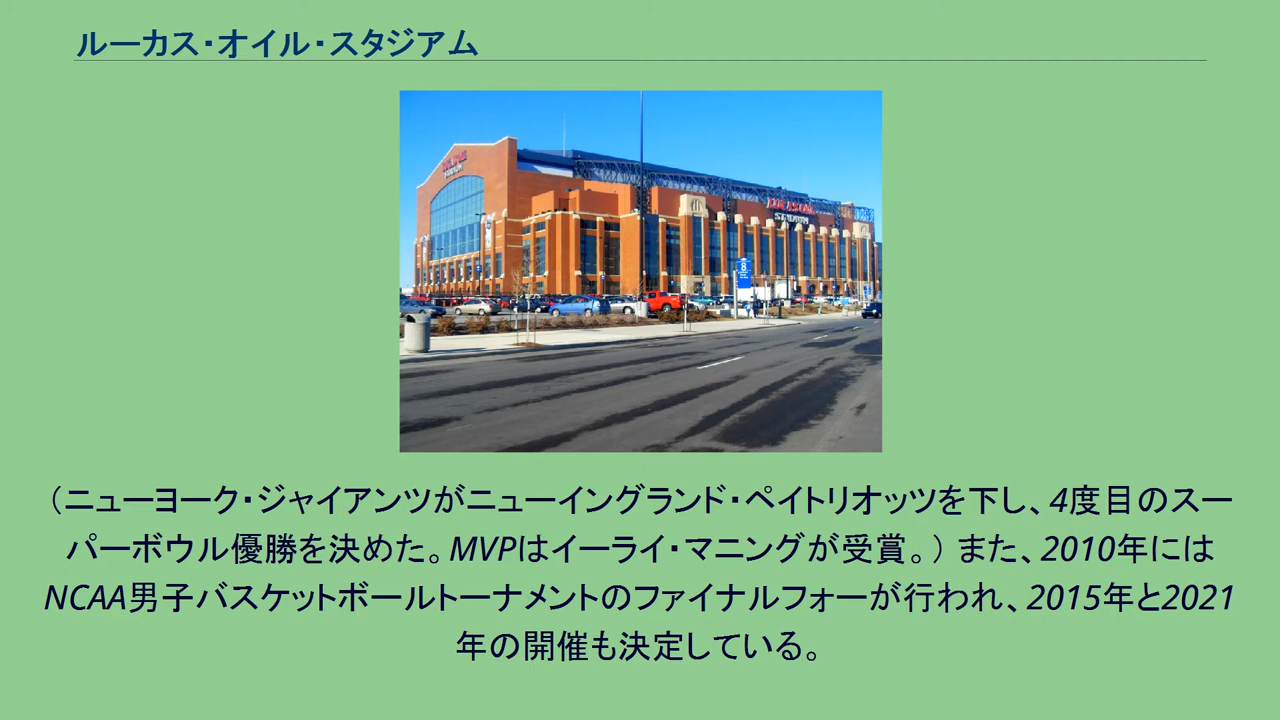 ルーカス・オイル・スタジアム
STADIUM
（ニューヨーク・ジャイアンツがニューイングランド・ペイトリオッツを下し、4度目のスー
パーボウル優勝を決めた。MVPはイーライ・マニングが受賞。） また、2010年には
NCAA男子バスケットボールトーナメントのファイナルフォーが行われ、2015年と2021
年の開催も決定している。